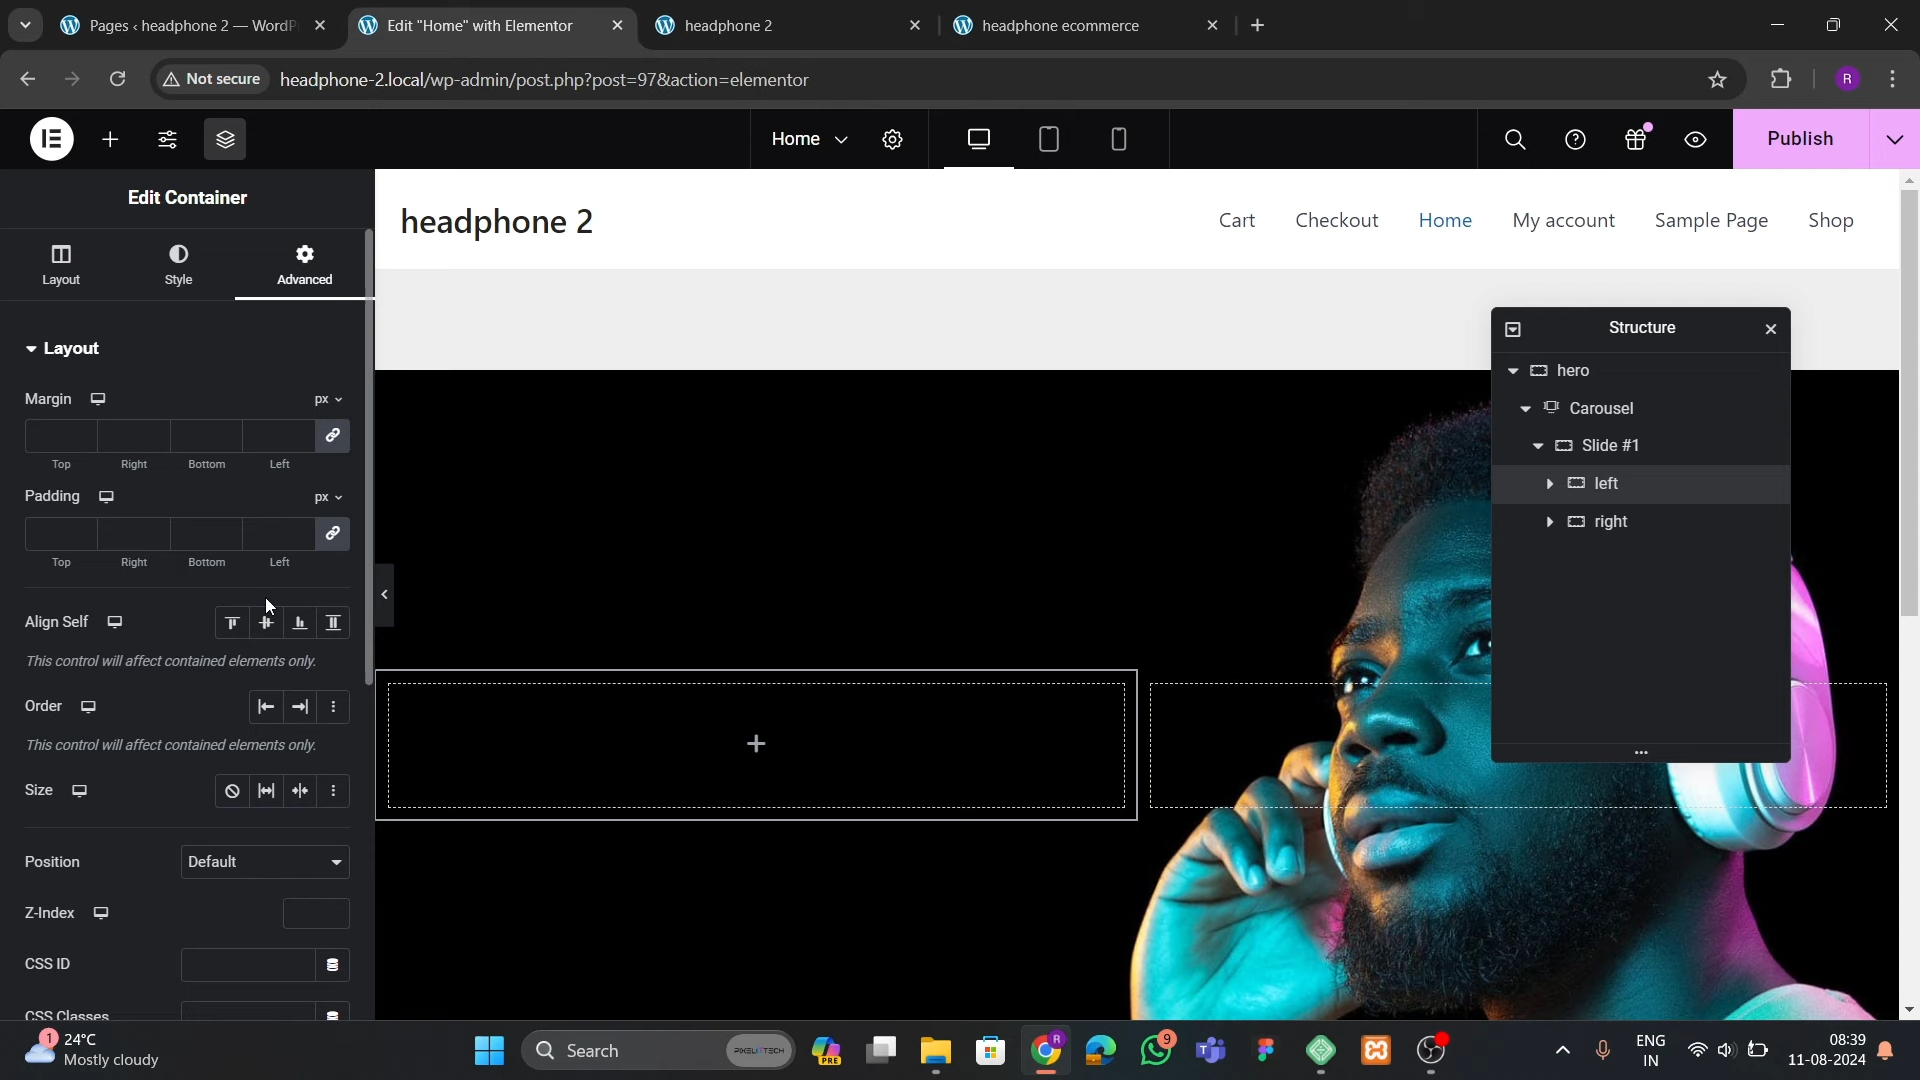 Pages ‹ headphone 2 — WordP
Edit "Home" with Elementor
headphone 2
headphone ecommerce
Not secure
headphone-2.local/wp-admin/post.php?post=97&action=elementor
R
Home
Publish
Edit Container
headphone 2
Cart
Checkout
Home
My account
Sample Page
Shop
Layout
Style
Advanced
Structure
Layout
hero
Margin
px
Carousel
Top
Right
Bottom
Left
Slide #1
Padding
px
left
right
Top
Right
Bottom
Left
Align Self
This control will affect contained elements only.
Order
This control will affect contained elements only.
Size
Position
Default
Z-Index
CSS ID
CSS Classes
1
24°C
Mostly cloudy
Search
PIXELIITECH
PRE
R
9
ENG
IN
08:39
11-08-2024